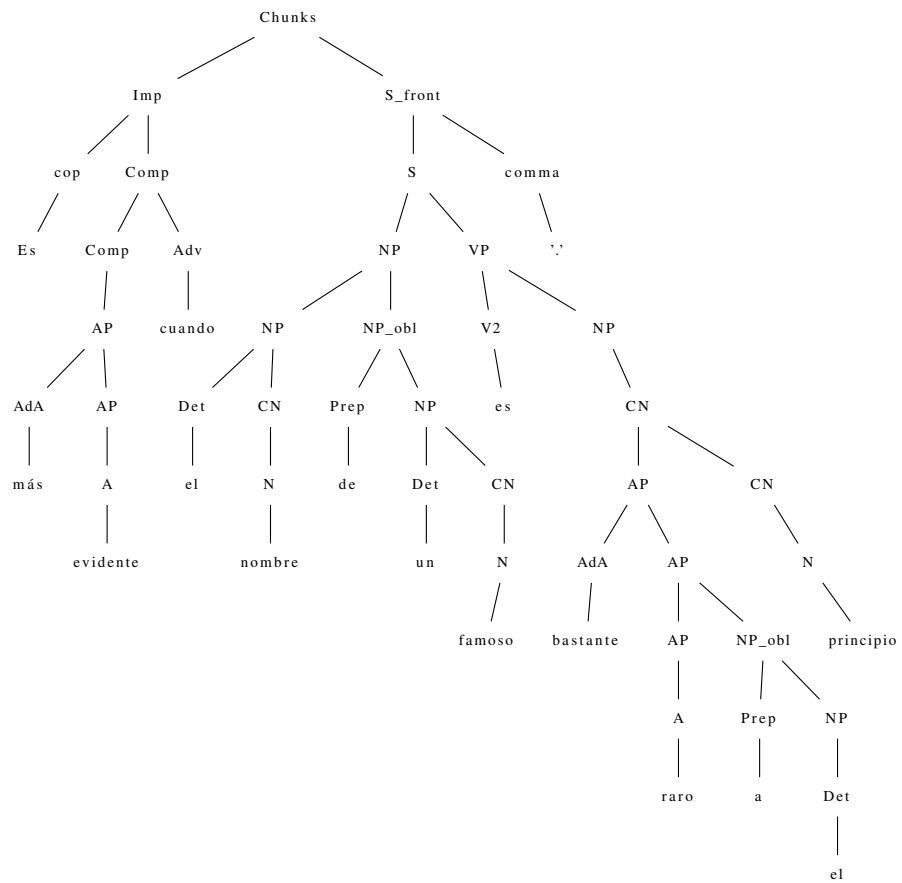 Chunks
Imp S_front
cop Comp S comma
Es Comp Adv NP VP '.'
AP cuando NP NP_obl V2 NP
AdA AP Det CN Prep NP es CN
más A el N de Det CN AP CN
evidente nombre un N AdA AP N
famoso bastante AP NP_obl principio
A Prep NP
raro a Det
el